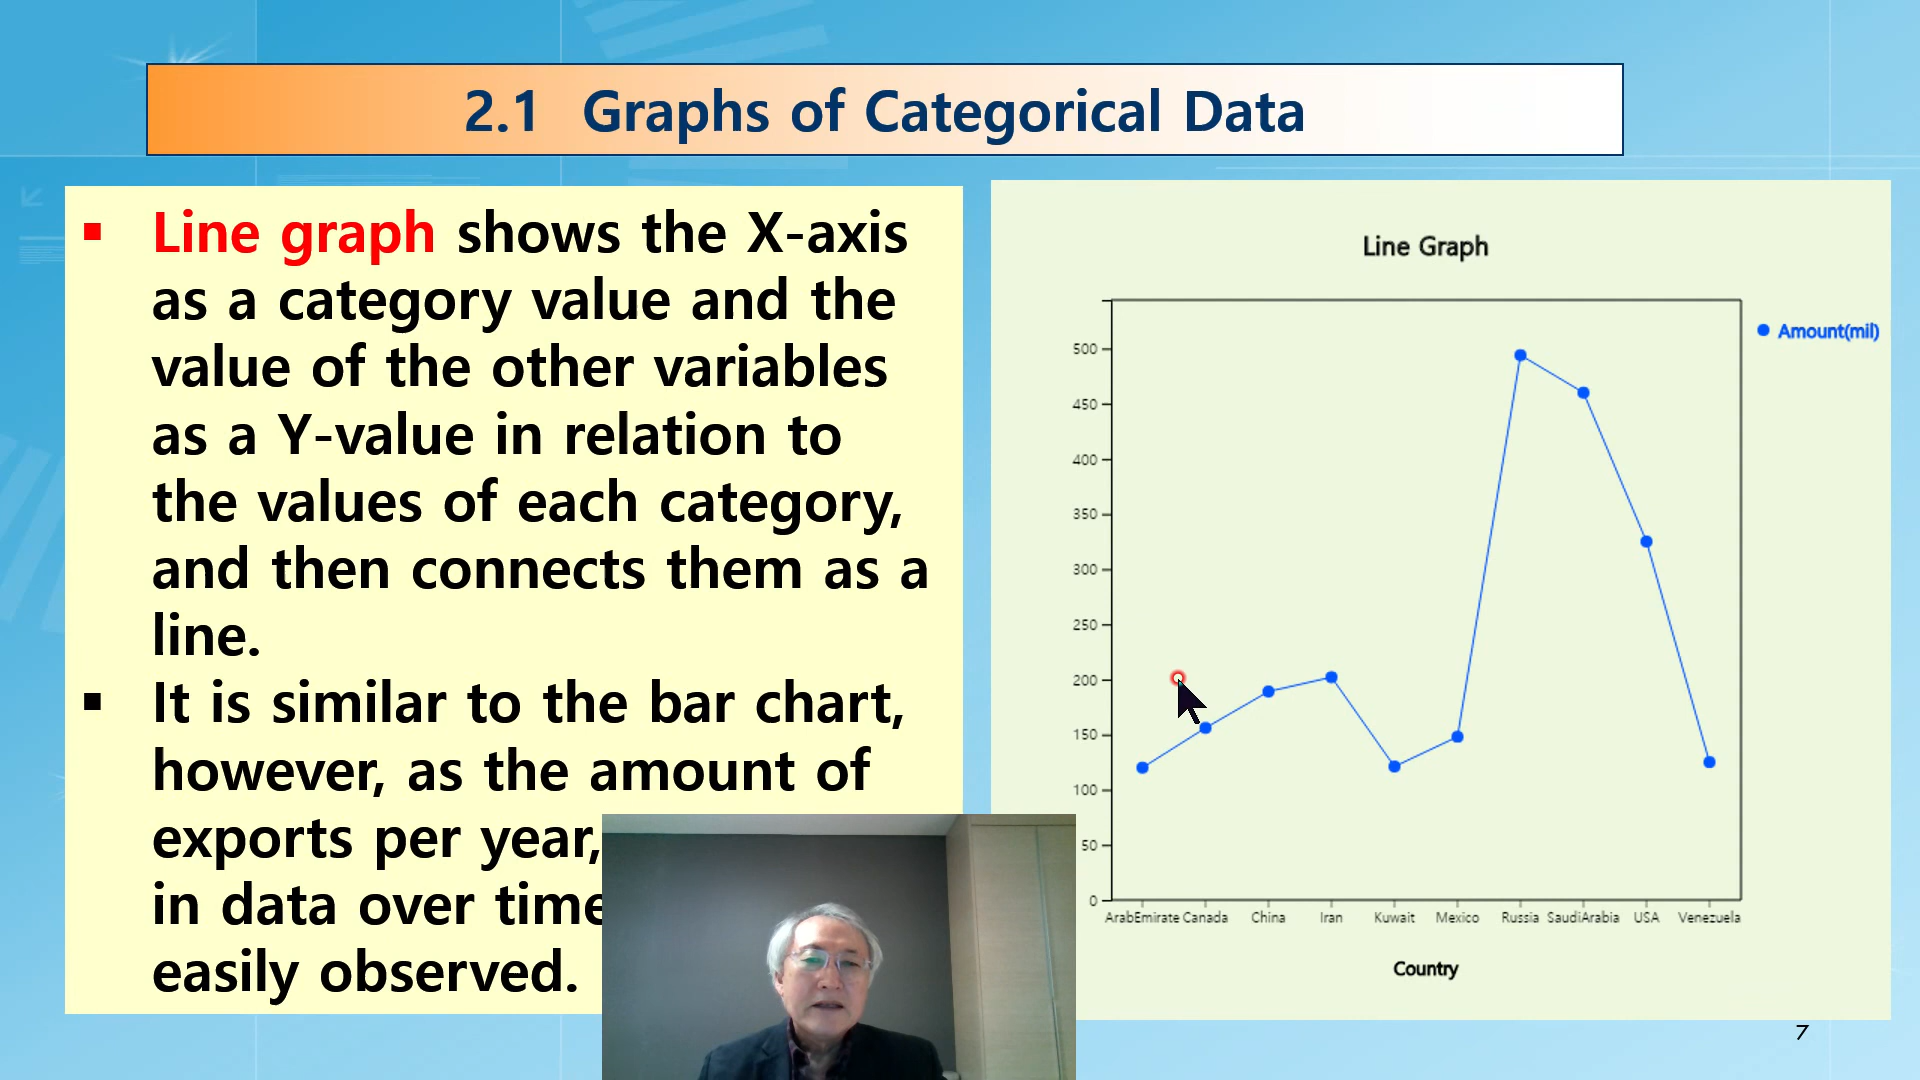 2.1 Graphs of Categorical Data
▪ Line graph shows the X-axis
as a category value and the
value of the other variables
as a Y-value in relation to
the values of each category,
and then connects them as a
line.
▪ It is similar to the bar chart,
however, as the amount of
exports per year,
in data over time
easily observed.
Line Graph
Amount(mil)
500
450
400
350
300
250
200
150
100
50
0
ArabEmirate Canada China Iran Kuwait Mexico Russia SaudiArabia USA Venezuela
Country
7